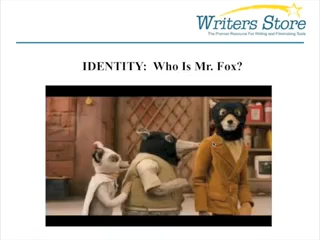 Writers Store
The Premier Resource For Writing and Filmmaking Tools
IDENTITY: Who Is Mr. Fox?